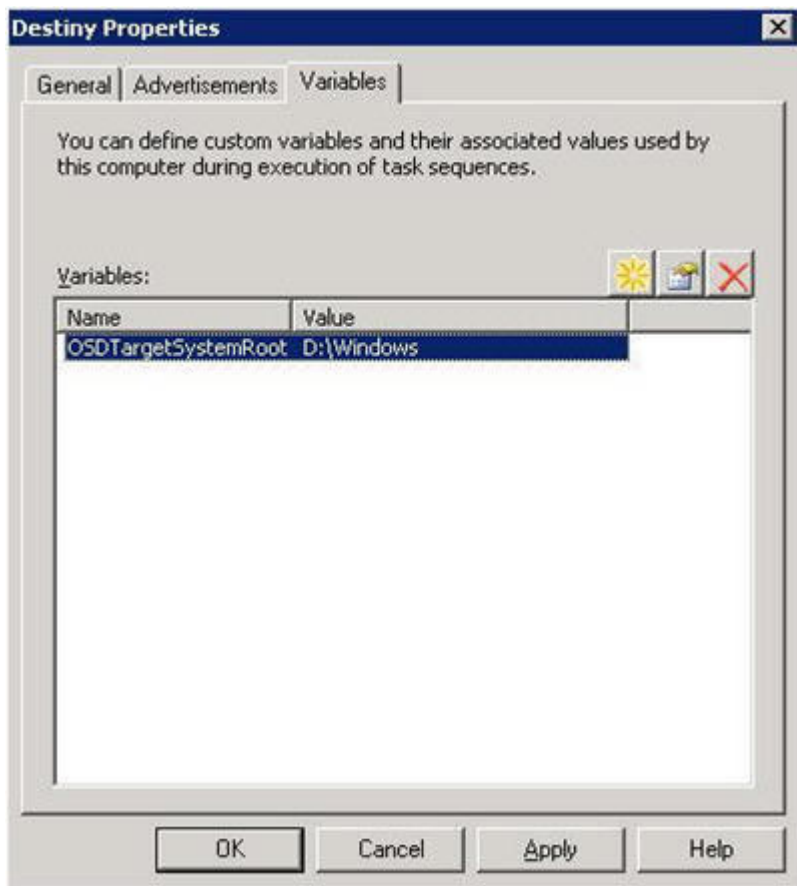 Destiny Properties
General Advertisements Variables
You can define custom variables and their associated values used by
this computer during execution of task sequences.
Variables:
Name Value
OSDTargetSystemRoot D:\Windows
OK Cancel Apply Help